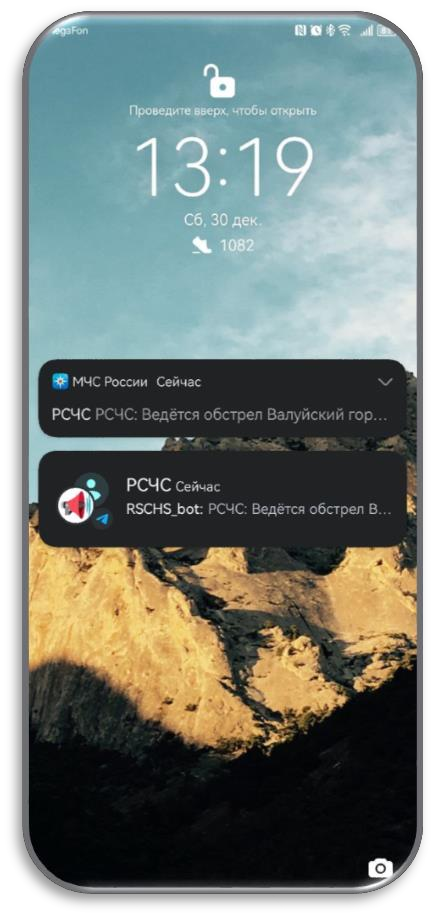 egaFon
Проведите вверх, чтобы открыть
13:19
Сб, 30 дек.
1082
МЧС России Сейчас
РСЧС РСЧС: Ведётся обстрел Валуйский гор...
РСЧС Сейчас
RSCHS_bot: РСЧС: Ведётся обстрел В...